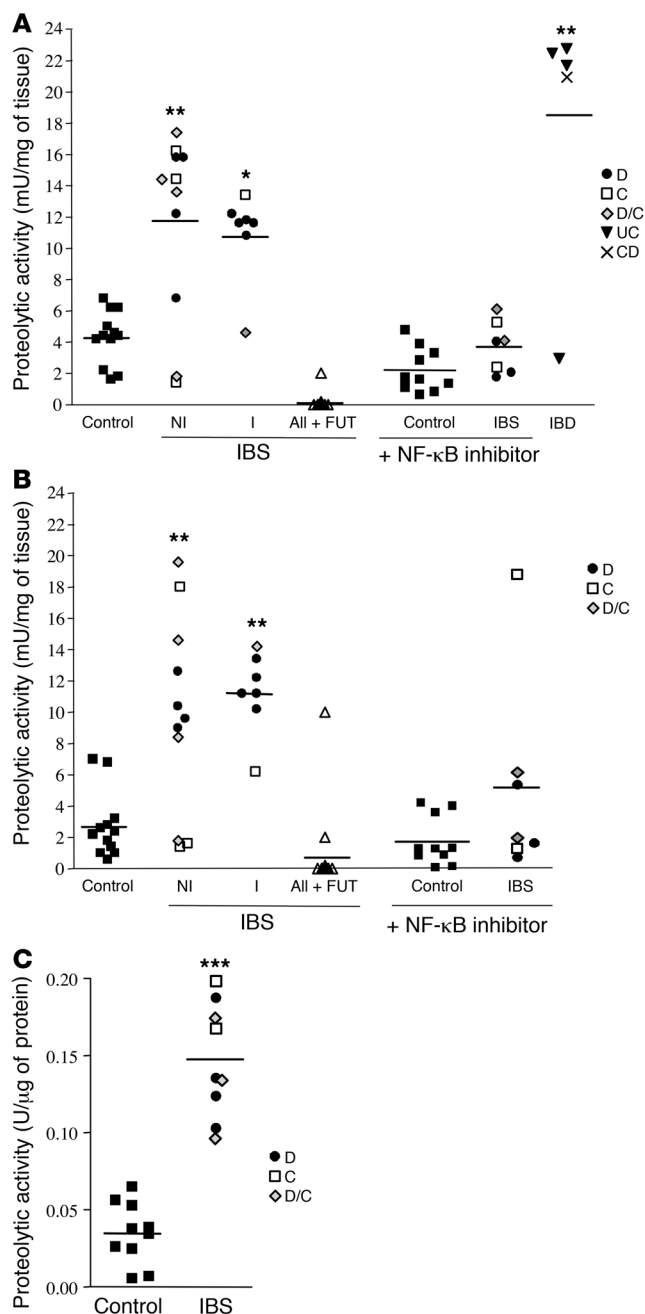 A
Proteolytic activity (mU/mg of tissue)
24
22
20
18
16
14
12
10
8
6
4
2
0
**
*
**
D
C
D/C
UC
CD
Control
NI
I
All + FUT
Control
IBS
IBD
IBS
+ NF-κB inhibitor
B
Proteolytic activity (mU/mg of tissue)
24
22
20
18
16
14
12
10
8
6
4
2
0
**
**
D
C
D/C
Control
NI
I
All + FUT
Control
IBS
IBS
+ NF-κB inhibitor
C
Proteolytic activity (U/μg of protein)
0.20
0.15
0.10
0.05
0.00
***
D
C
D/C
Control
IBS